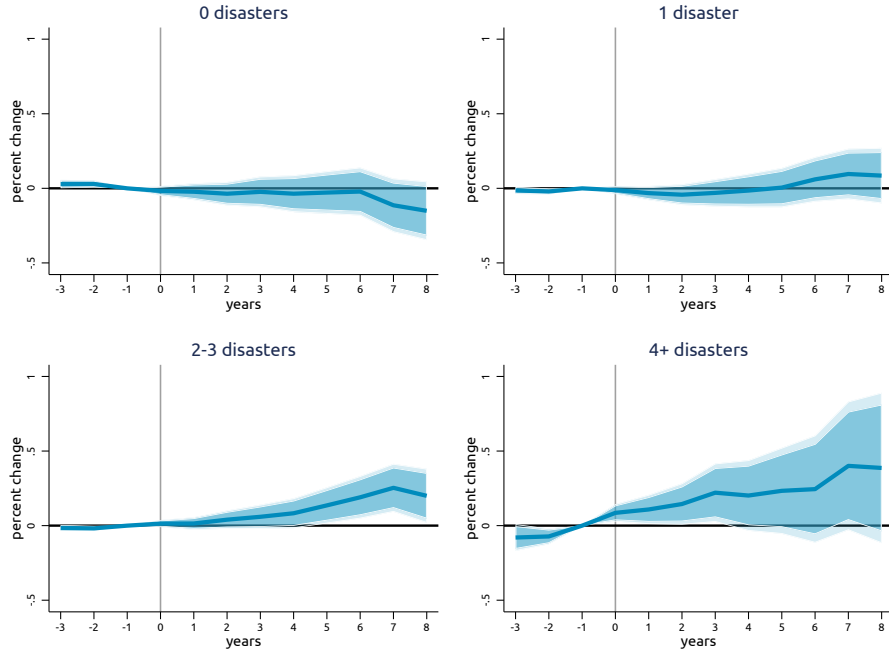 0 disasters
percent change
1
.5
0
-.5
-3 -2 -1 0 1 2 3 4 5 6 7 8
years
1 disaster
percent change
1
.5
0
-.5
-3 -2 -1 0 1 2 3 4 5 6 7 8
years
2-3 disasters
percent change
1
.5
0
-.5
-3 -2 -1 0 1 2 3 4 5 6 7 8
years
4+ disasters
percent change
1
.5
0
-.5
-3 -2 -1 0 1 2 3 4 5 6 7 8
years